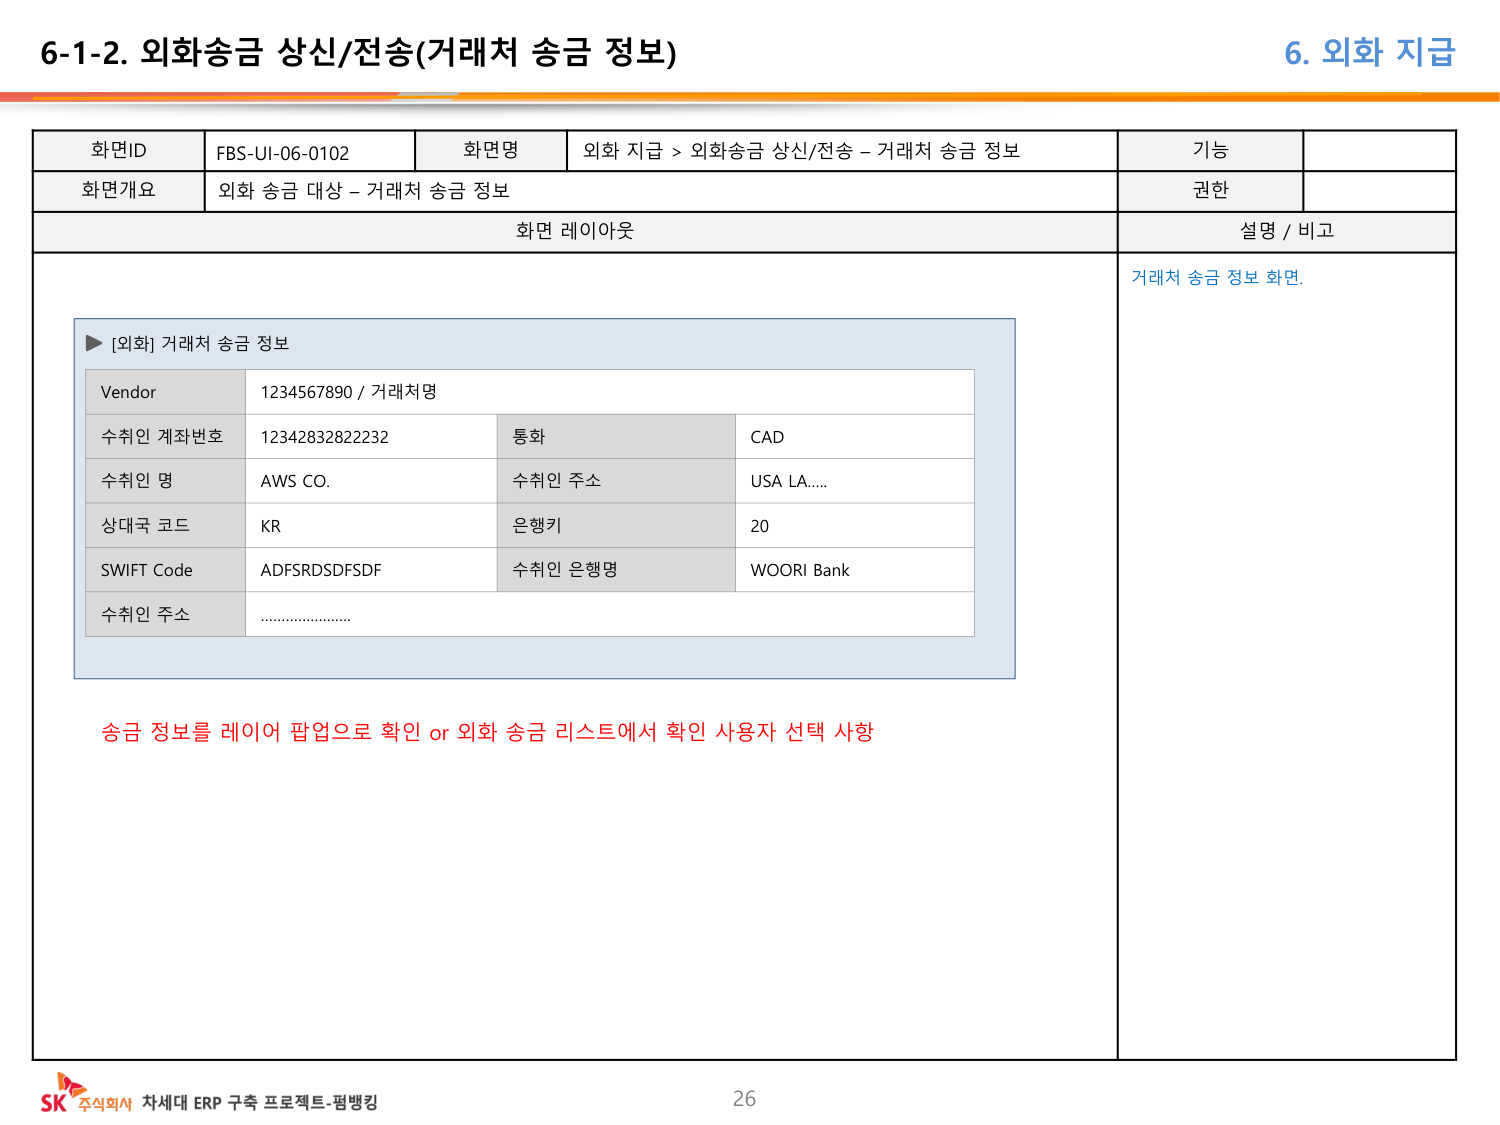 6-1-2. 외화송금 상신/전송(거래처 송금 정보)
6. 외화 지급
화면ID FBS-UI-06-0102 화면명 외화 지급 > 외화송금 상신/전송 – 거래처 송금 정보 기능
화면개요 외화 송금 대상 – 거래처 송금 정보 권한
화면 레이아웃 설명 / 비고
거래처 송금 정보 화면.
[외화] 거래처 송금 정보
Vendor 1234567890 / 거래처명
수취인 계좌번호 12342832822232 통화 CAD
수취인 명 AWS CO. 수취인 주소 USA LA.....
상대국 코드 KR 은행키 20
SWIFT Code ADFSRDSDFSDF 수취인 은행명 WOORI Bank
수취인 주소 ......................
송금 정보를 레이어 팝업으로 확인 or 외화 송금 리스트에서 확인 사용자 선택 사항
SK 주식회사 차세대 ERP 구축 프로젝트-펌뱅킹
26